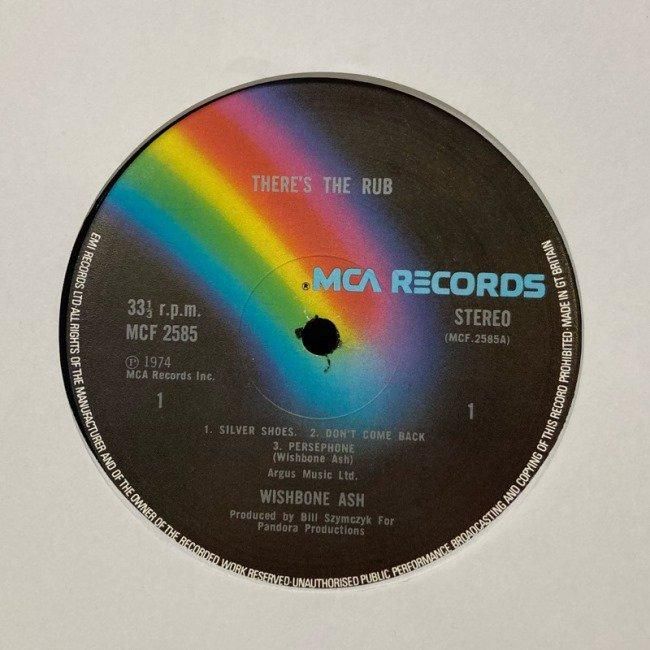 THERE'S THE RUB
® MCA RECORDS
33⅓ r.p.m.
MCF 2585
STEREO
(MCF.2585A)
Ⓟ 1974
MCA Records Inc.
1
1
1. SILVER SHOES. 2. DON'T COME BACK
3. PERSEPHONE
(Wishbone Ash)
Argus Music Ltd.
WISHBONE ASH
Produced by Bill Szymczyk For
Pandora Productions
EMI RECORDS LTD·ALL RIGHTS OF THE MANUFACTURER AND OF THE OWNER OF THE RECORDED WORK RESERVED·UNAUTHORISED PUBLIC PERFORMANCE BROADCASTING AND COPYING OF THIS RECORD PROHIBITED·MADE IN GT BRITAIN